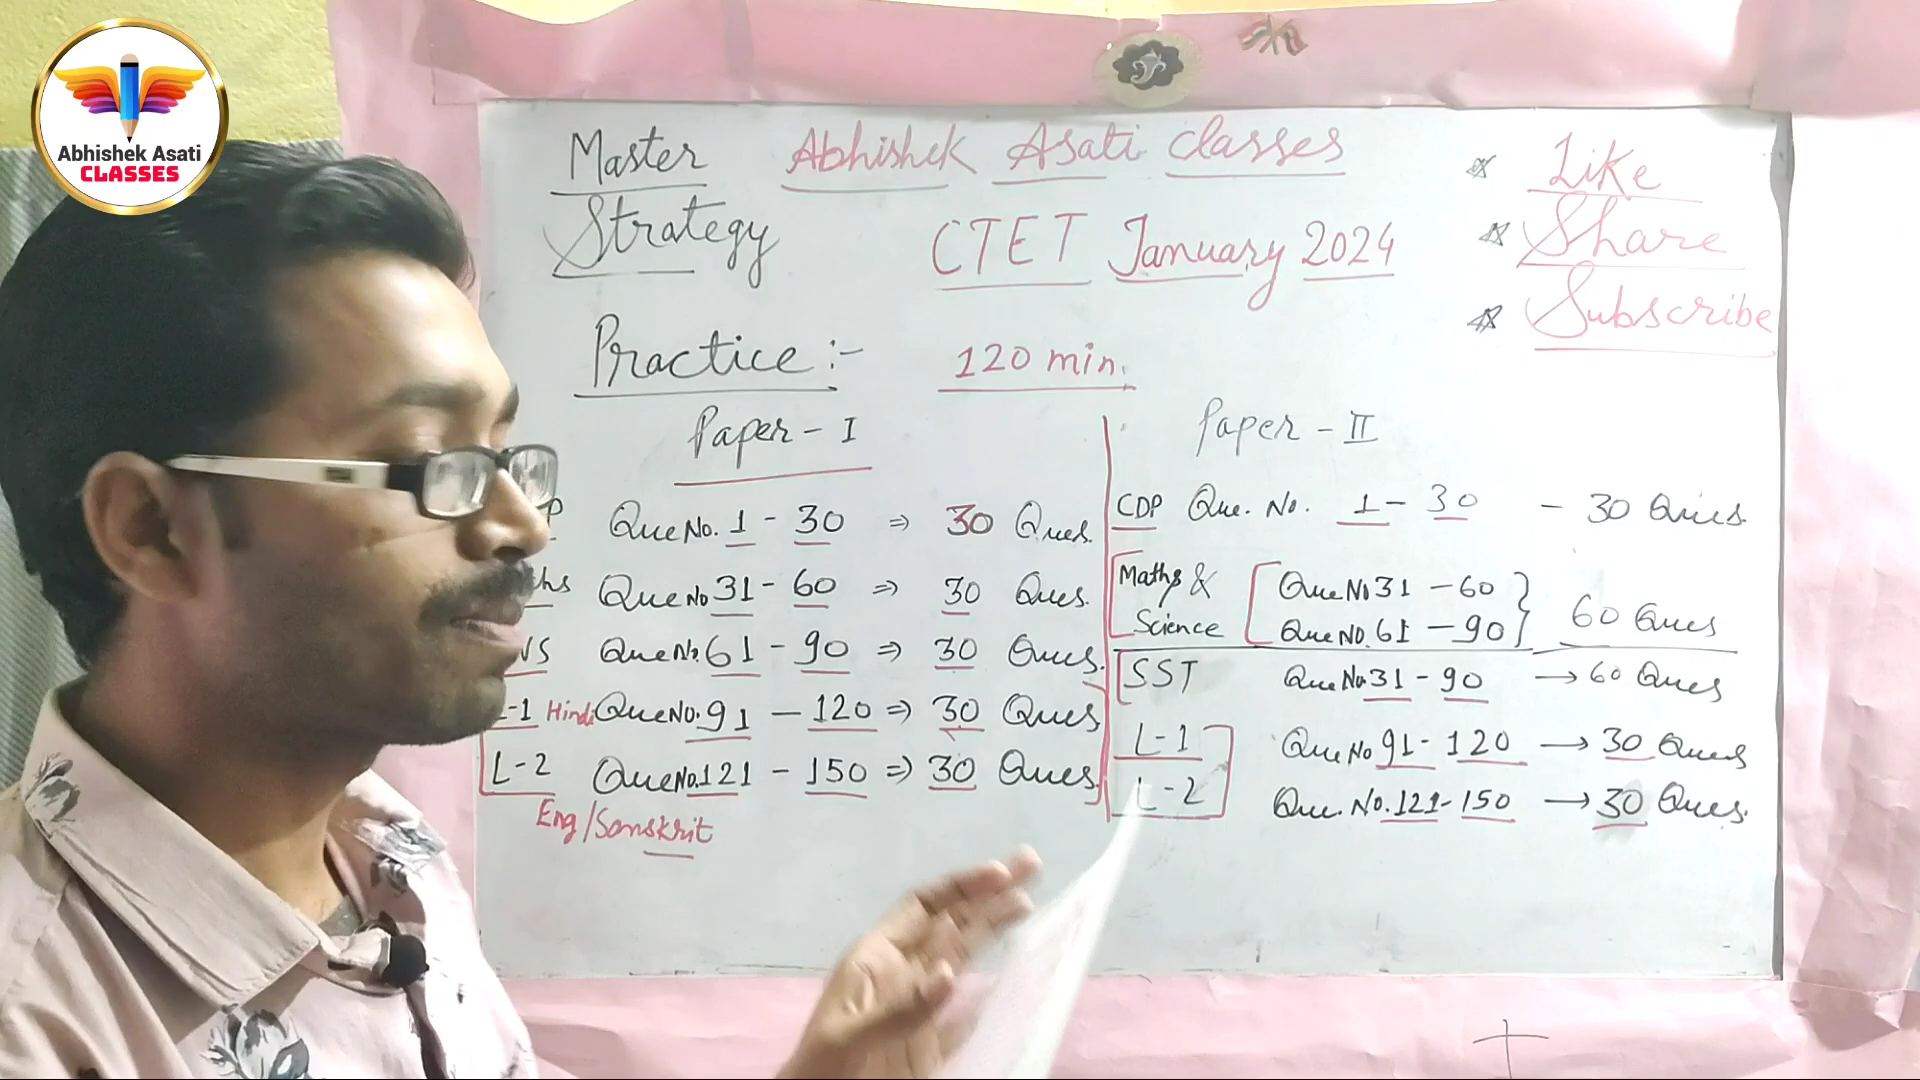 Abhishek Asati
CLASSES
Master Strategy
Abhishek Asati Classes
CTET January 2024
* Like
* Share
* Subscribe
Practice :- 120 min.
Paper - I
P Que No. 1 - 30 ⇒ 30 Ques.
hs Que No 31 - 60 ⇒ 30 Ques.
VS Que No. 61 - 90 ⇒ 30 Ques.
L-1 Hindi Que No. 91 - 120 ⇒ 30 Ques
L-2 Que No. 121 - 150 ⇒ 30 Ques.
Eng/Sanskrit
Paper - II
CDP Que. No. 1 - 30 - 30 Ques.
Maths & Science
Que No 31 - 60
Que No. 61 - 90
60 Ques
SST Que No 31 - 90 → 60 Ques
L-1 Que No 91 - 120 → 30 Ques
L-2 Que. No. 121 - 150 → 30 Ques.